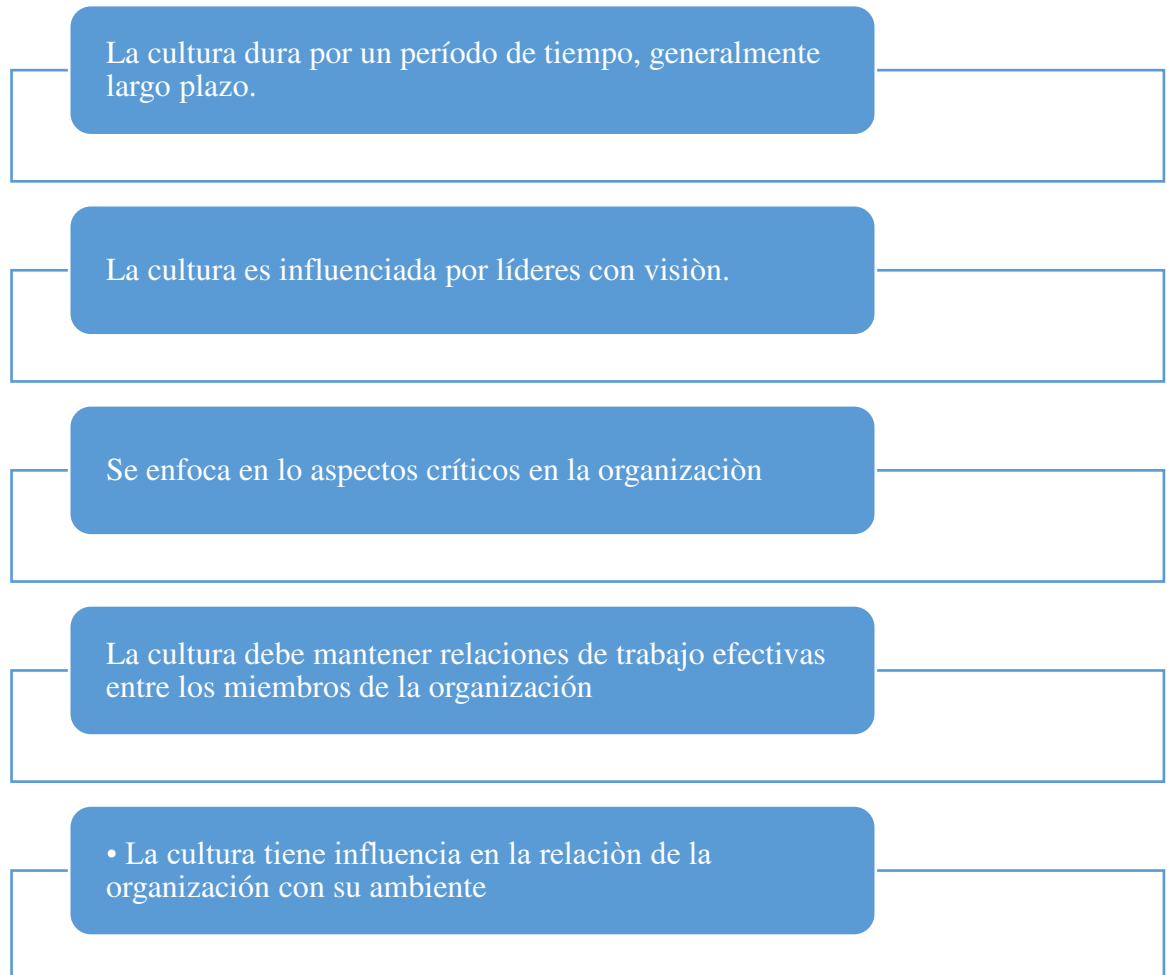 La cultura dura por un período de tiempo, generalmente
largo plazo.
La cultura es influenciada por líderes con visiòn.
Se enfoca en lo aspectos críticos en la organizaciòn
La cultura debe mantener relaciones de trabajo efectivas
entre los miembros de la organización
• La cultura tiene influencia en la relaciòn de la
organización con su ambiente